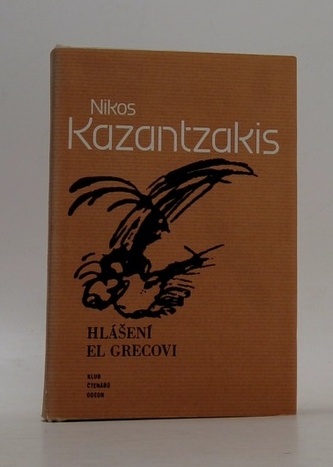 Nikos
Kazantzakis
HLÁŠENÍ
EL GRECOVI
KLUB
ČTENÁŘŮ
ODEON